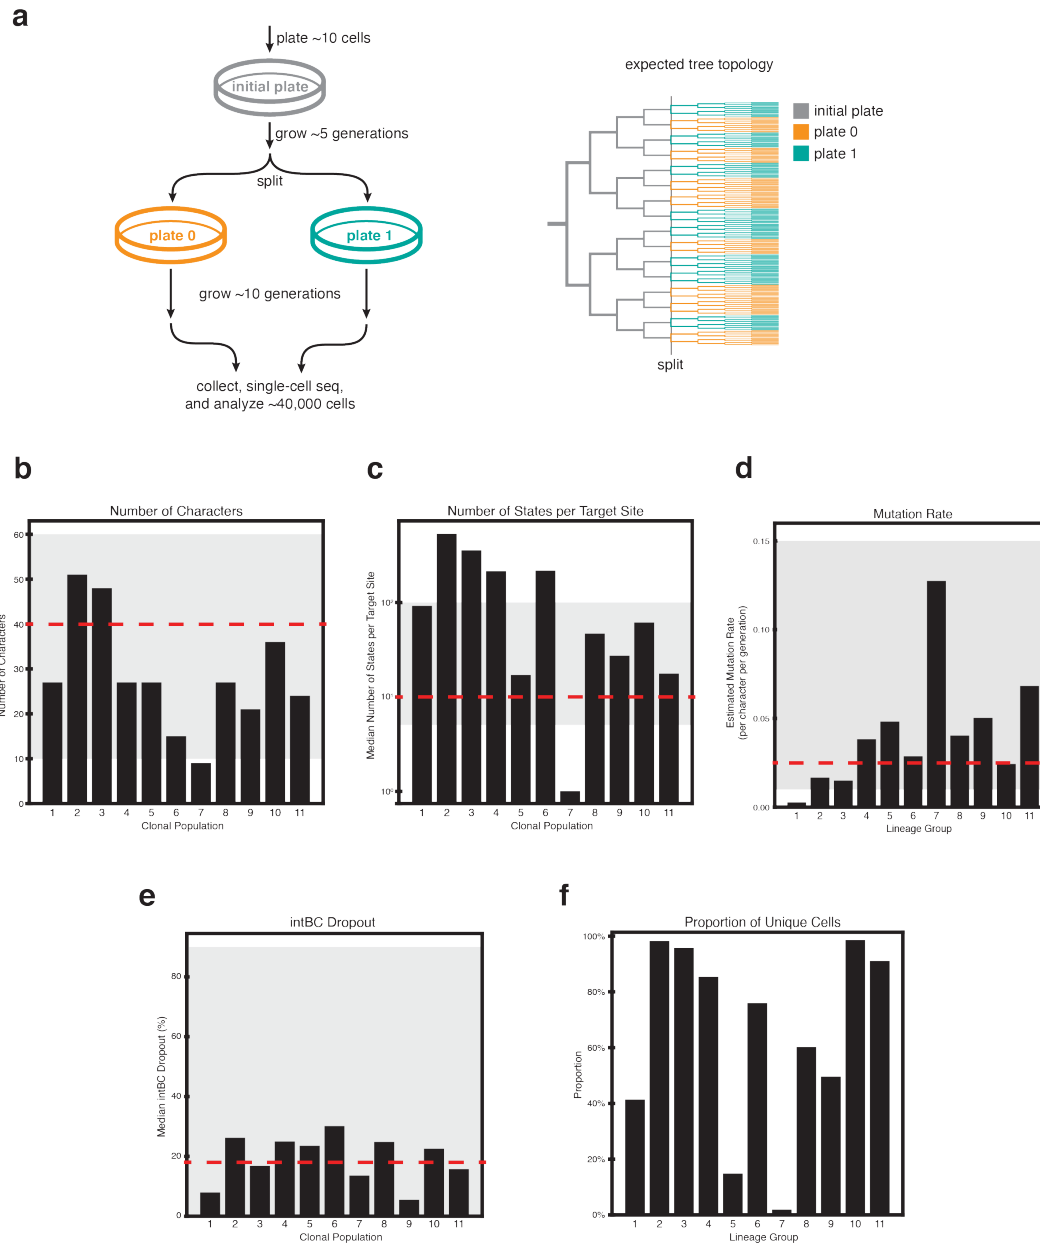 a
plate ~10 cells
initial plate
grow ~5 generations
split
plate 0
plate 1
grow ~10 generations
collect, single-cell seq,
and analyze ~40,000 cells
expected tree topology
initial plate
plate 0
plate 1
split
b
Number of Characters
Number of Characters
60
50
40
30
20
10
0
1 2 3 4 5 6 7 8 9 10 11
Clonal Population
c
Number of States per Target Site
Median Number of States per Target Site
10²
10¹
10⁰
1 2 3 4 5 6 7 8 9 10 11
Clonal Population
d
Mutation Rate
Estimated Mutation Rate
(per character per generation)
0.15
0.10
0.05
0.00
1 2 3 4 5 6 7 8 9 10 11
Lineage Group
e
intBC Dropout
Median intBC Dropout (%)
80
60
40
20
0
1 2 3 4 5 6 7 8 9 10 11
Clonal Population
f
Proportion of Unique Cells
Proportion
100%
80%
60%
40%
20%
0%
1 2 3 4 5 6 7 8 9 10 11
Lineage Group